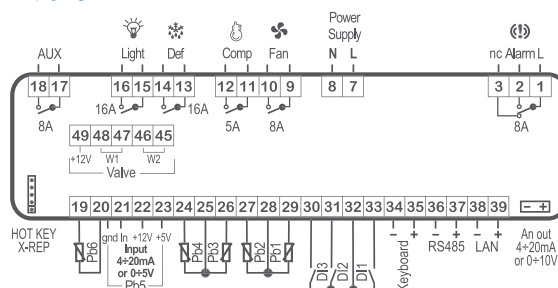 Power
Supply
AUX Light Def Comp Fan N L nc Alarm L
18 17 16 15 14 13 12 11 10 9 8 7 3 2 1
16A 16A 5A 8A
8A 8A
49 48 47 46 45
+12V W1 W2
Valve
19 20 21 22 23 24 25 26 27 28 29 30 31 32 33 34 35 36 37 38 39 - +
HOT KEY
X-REP
Pb6
gnd In +12V +5V
Input
4÷20mA
or 0÷5V
Pb5
Pb4 Pb3 Pb2 Pb1
DI3 DI2 DI1
- + - + - +
Keyboard RS485 LAN
An out
4÷20mA
or 0÷10V